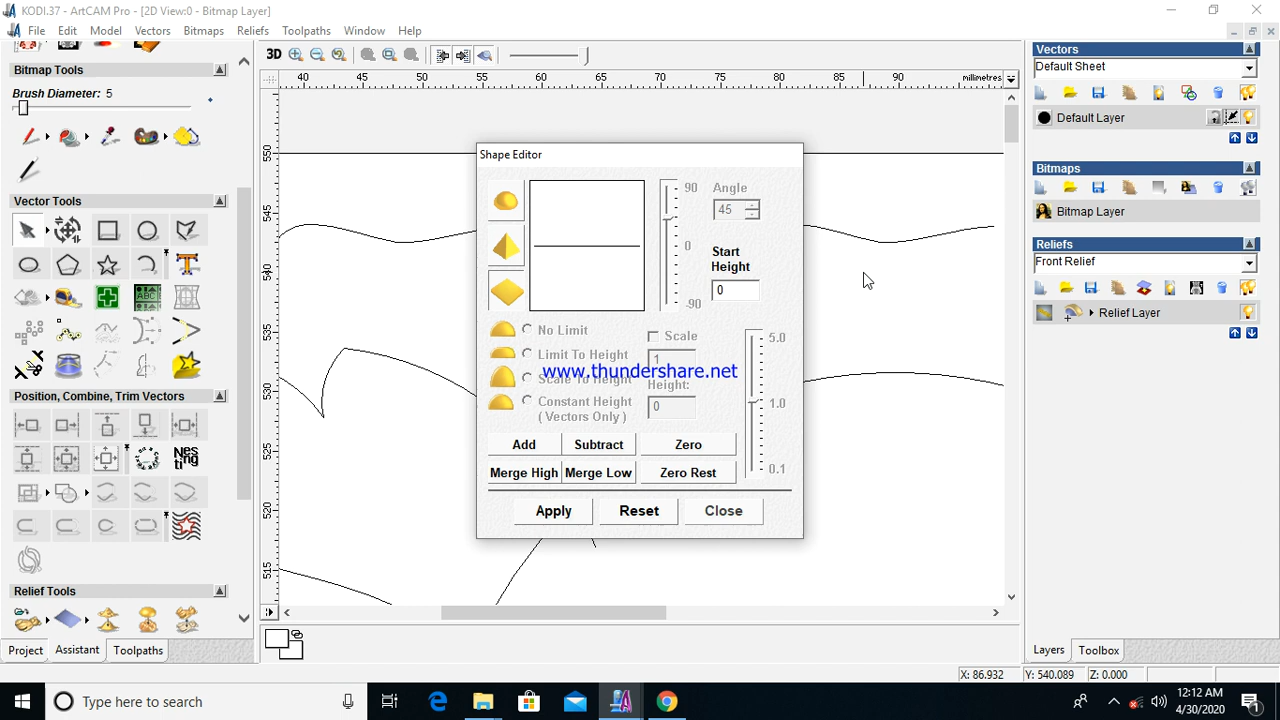 KODI.37 - ArtCAM Pro - [2D View:0 - Bitmap Layer]
File Edit Model Vectors Bitmaps Reliefs Toolpaths Window Help
Bitmap Tools
Brush Diameter: 5
Vector Tools
Position, Combine, Trim Vectors
Relief Tools
Project Assistant Toolpaths
3D
40 45 50 55 60 65 70 75 80 85 90 millimetres
550
545
540
535
530
525
520
515
Shape Editor
90
0
-90
Angle
45
Start
Height
0
No Limit
Limit To Height
Scale To Height
Constant Height
( Vectors Only )
Scale
1
Height:
0
5.0
1.0
0.1
www.thundershare.net
Add Subtract Zero
Merge High Merge Low Zero Rest
Apply Reset Close
Vectors
Default Sheet
Default Layer
Bitmaps
Bitmap Layer
Reliefs
Front Relief
Relief Layer
Layers Toolbox
X: 86.932 Y: 540.089 Z: 0.000
Type here to search
12:12 AM
4/30/2020